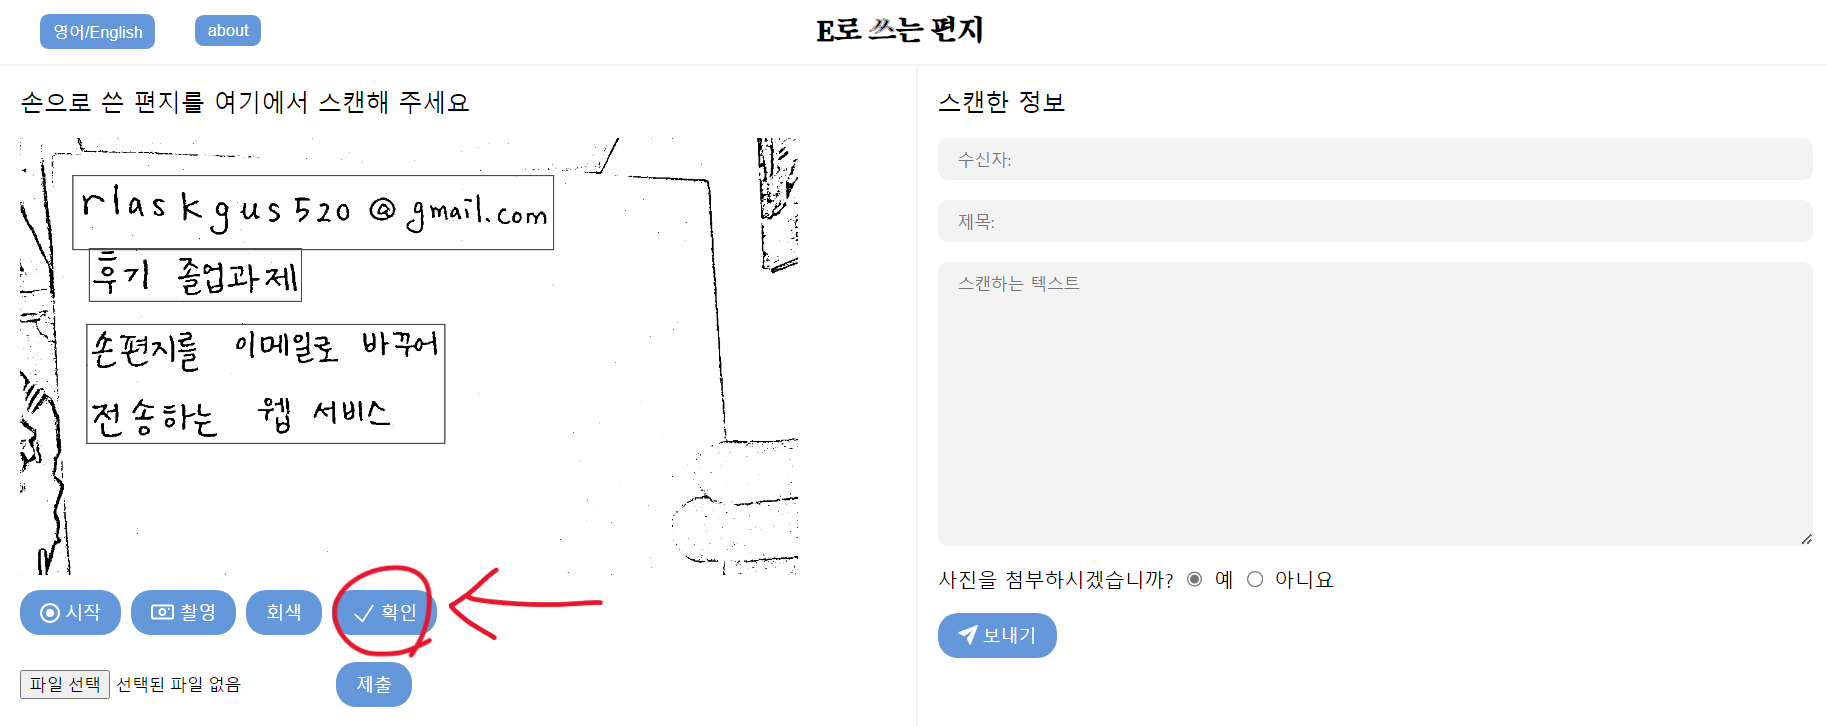 영어/English
about
E로 쓰는 편지
손으로 쓴 편지를 여기에서 스캔해 주세요
rlaskgus520@gmail.com
후기 졸업과제
손편지를 이메일로 바꾸어
전송하는 웹 서비스
시작
촬영
회색
확인
파일 선택 선택된 파일 없음
제출
스캔한 정보
수신자:
제목:
스캔하는 텍스트
사진을 첨부하시겠습니까? 예 아니요
보내기